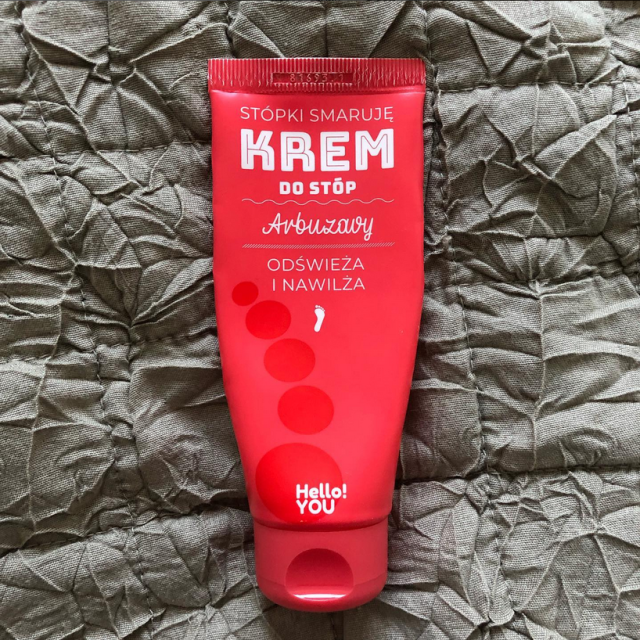 STÓPKI SMARUJĘ
KREM
DO STÓP
Arbuzowy
ODŚWIEŻA
I NAWILŻA
Hello!
YOU